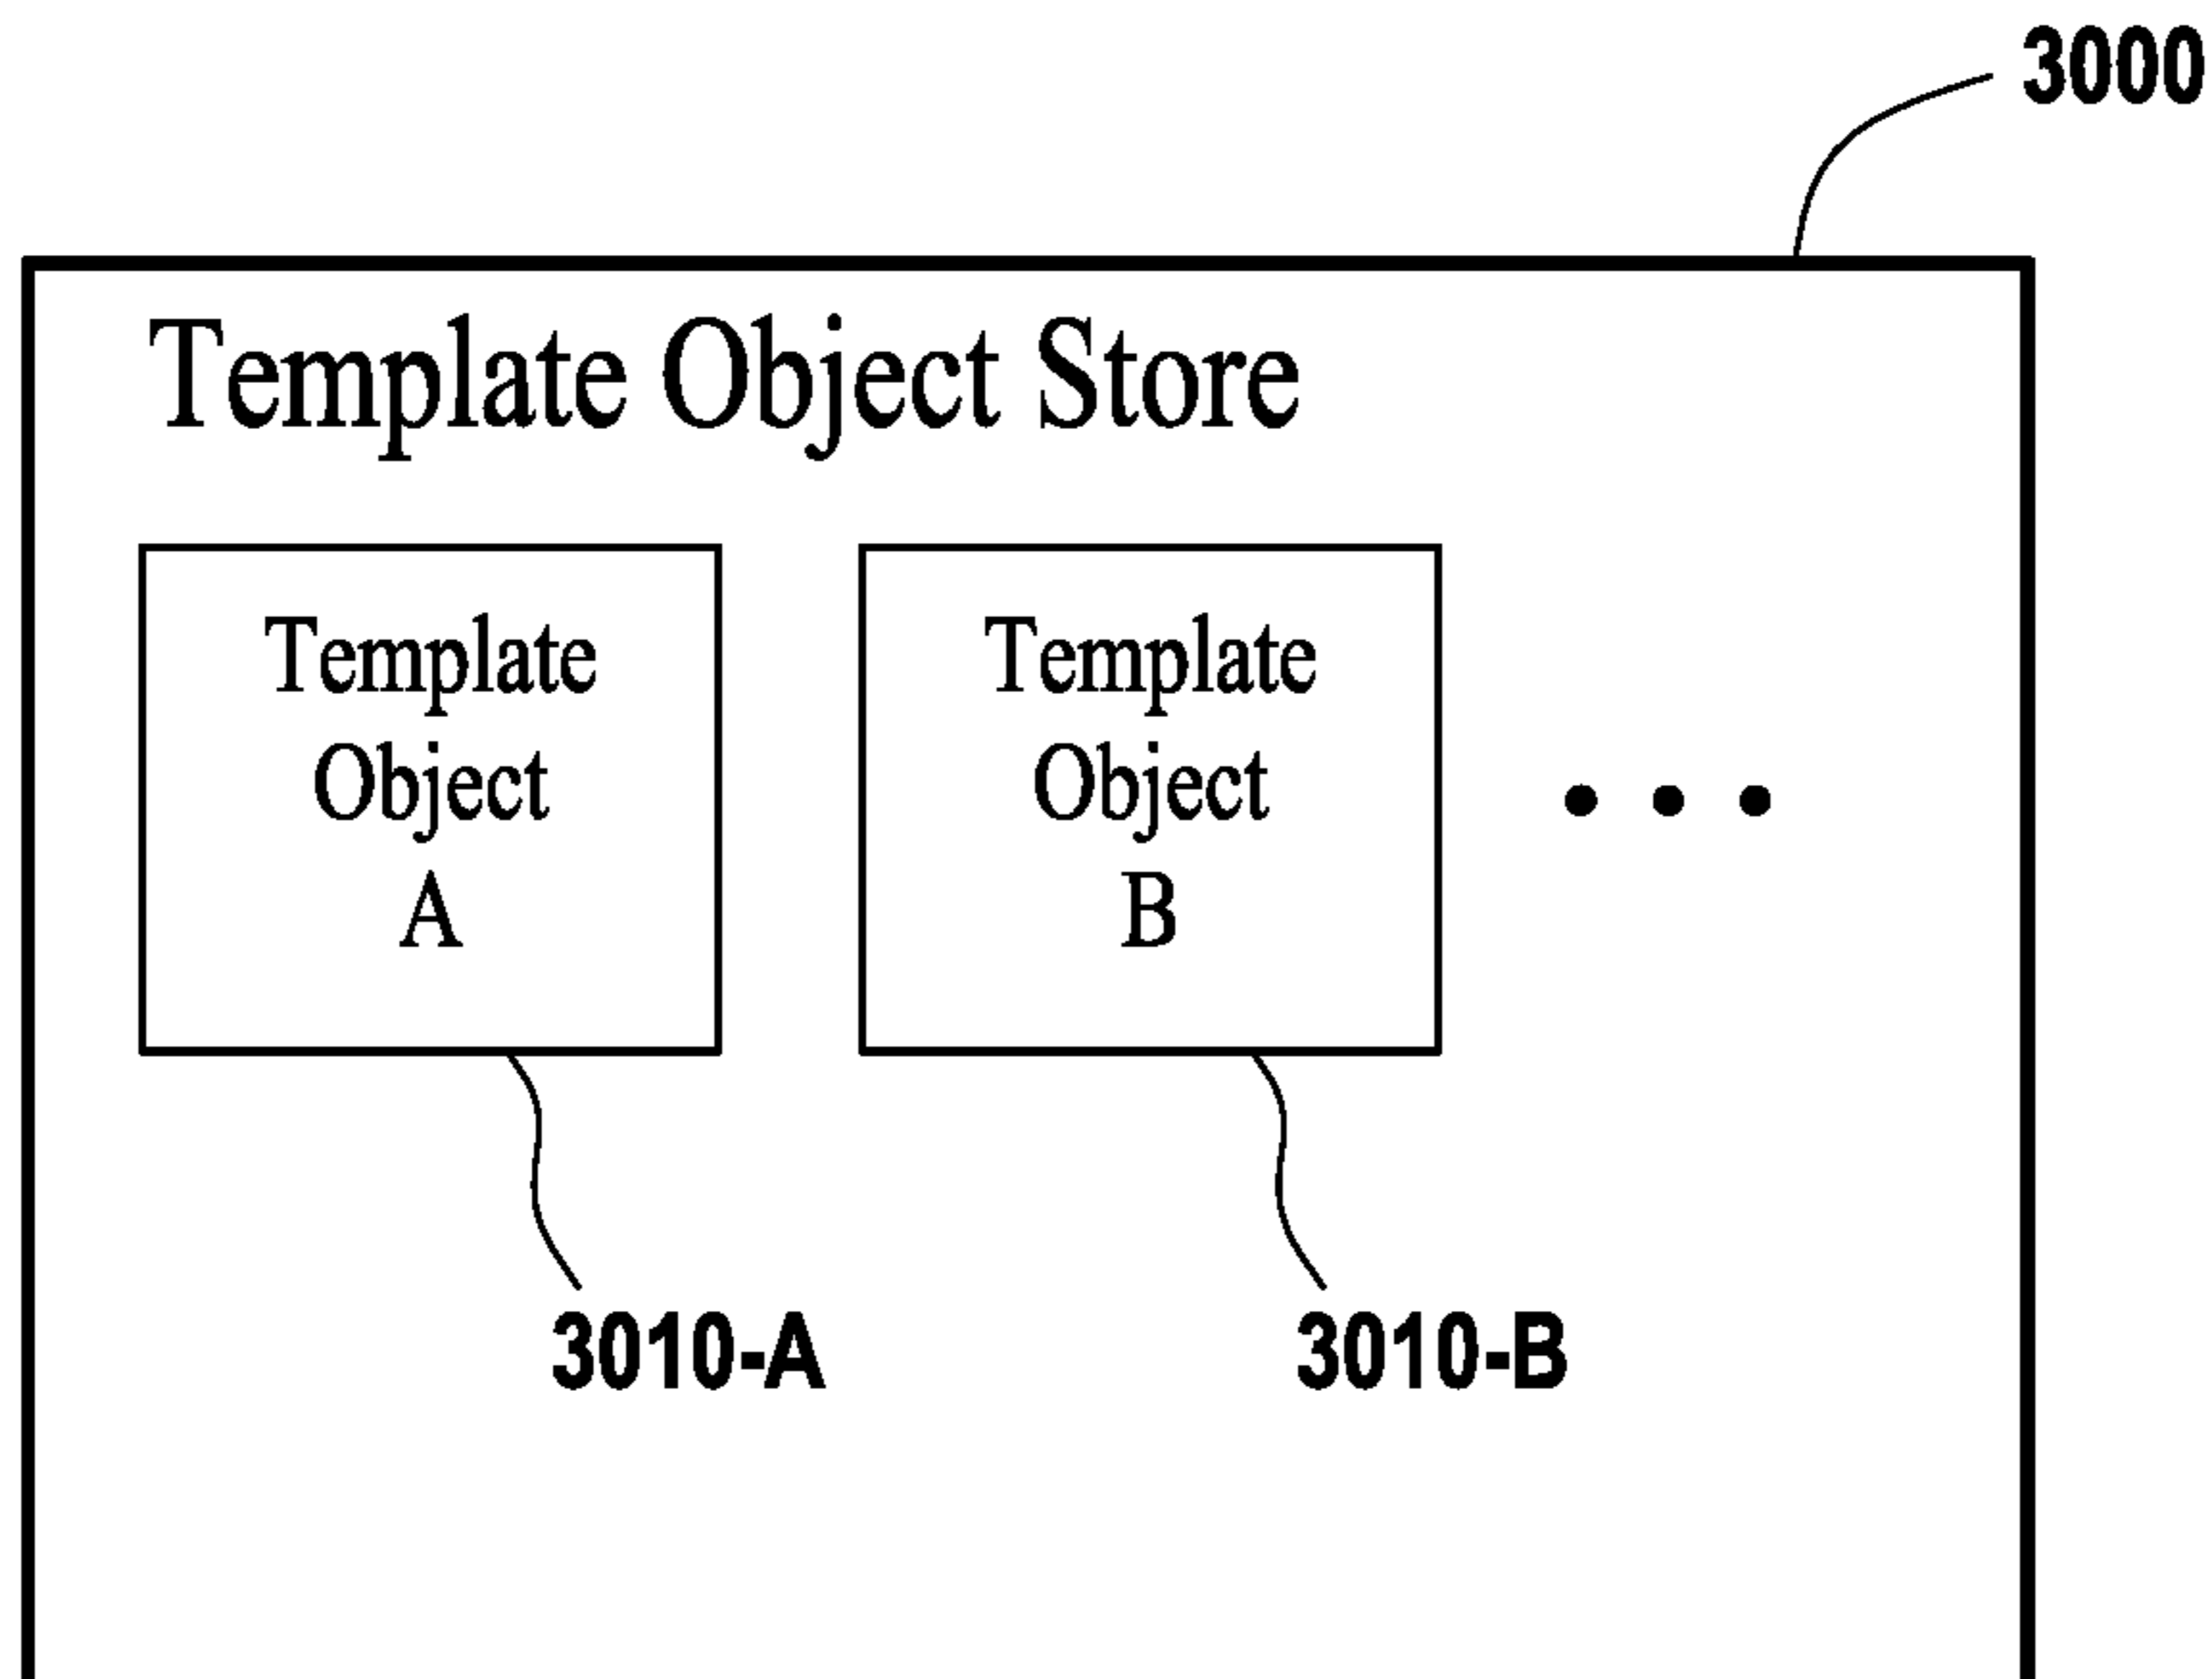 3000
Template Object Store
Template
Object
A
Template
Object
B
3010-A
3010-B